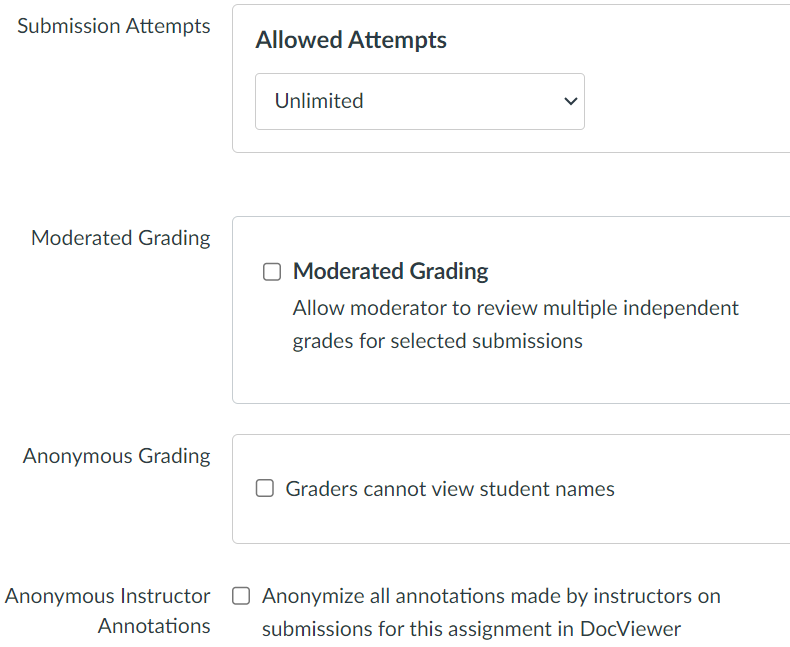 Submission Attempts
Allowed Attempts
Unlimited
Moderated Grading
Moderated Grading
Allow moderator to review multiple independent
grades for selected submissions
Anonymous Grading
Graders cannot view student names
Anonymous Instructor
Annotations
Anonymize all annotations made by instructors on
submissions for this assignment in DocViewer